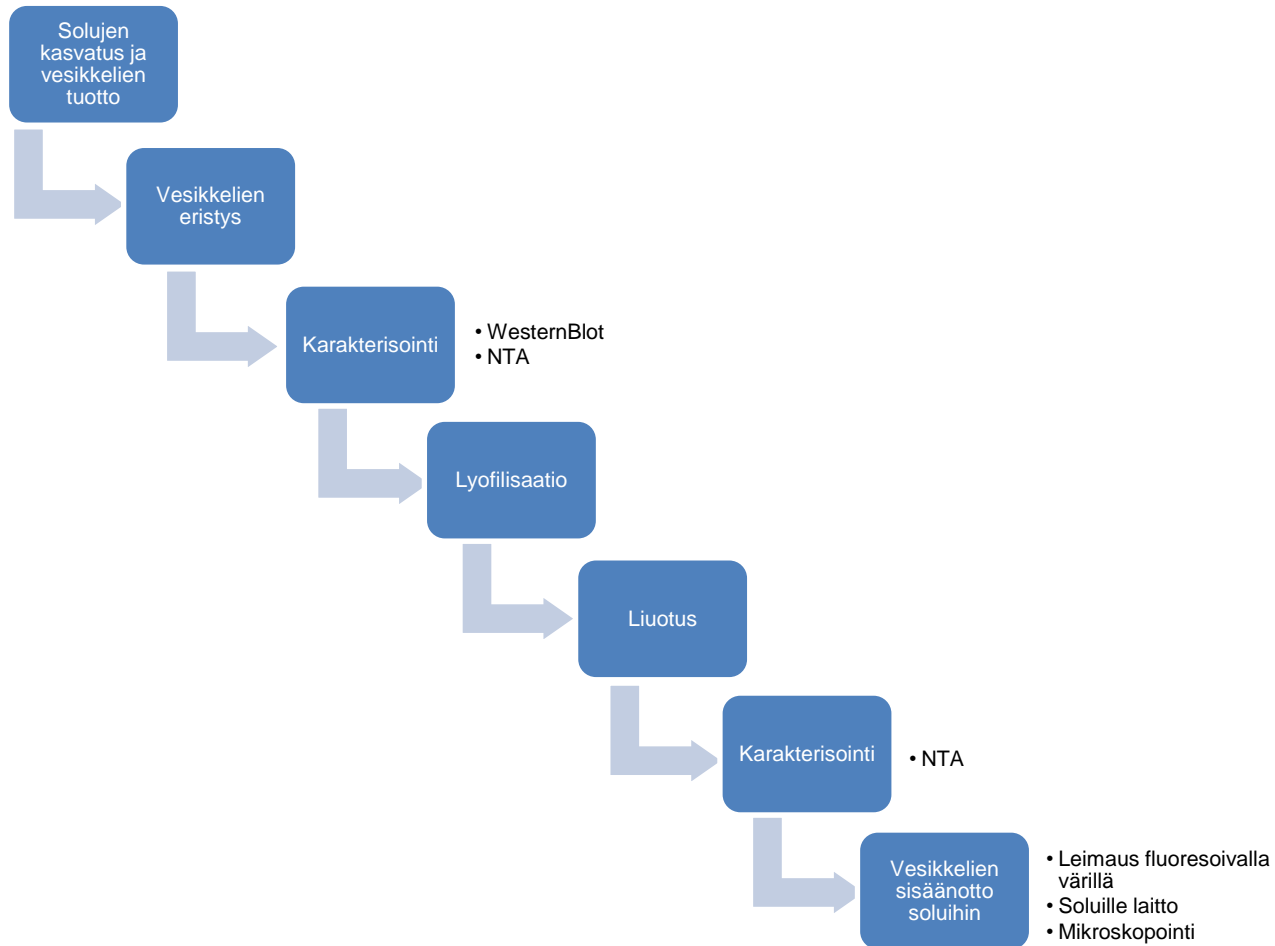 Solujen
kasvatus ja
vesikkelien
tuotto
Vesikkelien
eristys
Karakterisointi
• WesternBlot
• NTA
Lyofilisaatio
Liuotus
Karakterisointi
• NTA
Vesikkelien
sisäänotto
soluihin
• Leimaus fluoresoivalla
värillä
• Soluille laitto
• Mikroskopointi